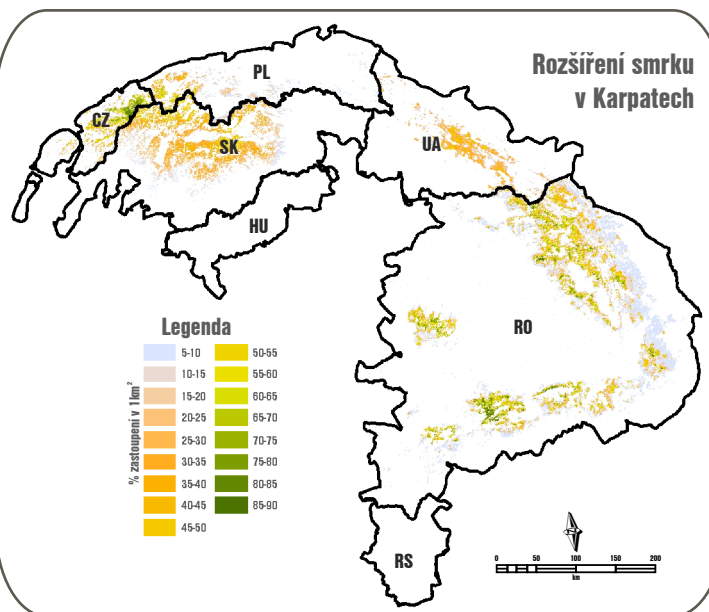 Rozšíření smrku
v Karpatech
PL
CZ
SK
UA
HU
RO
RS
Legenda
% zastoupení v 1km²
5-10
10-15
15-20
20-25
25-30
30-35
35-40
40-45
45-50
50-55
55-60
60-65
65-70
70-75
75-80
80-85
85-90
0 50 100 150 200
km